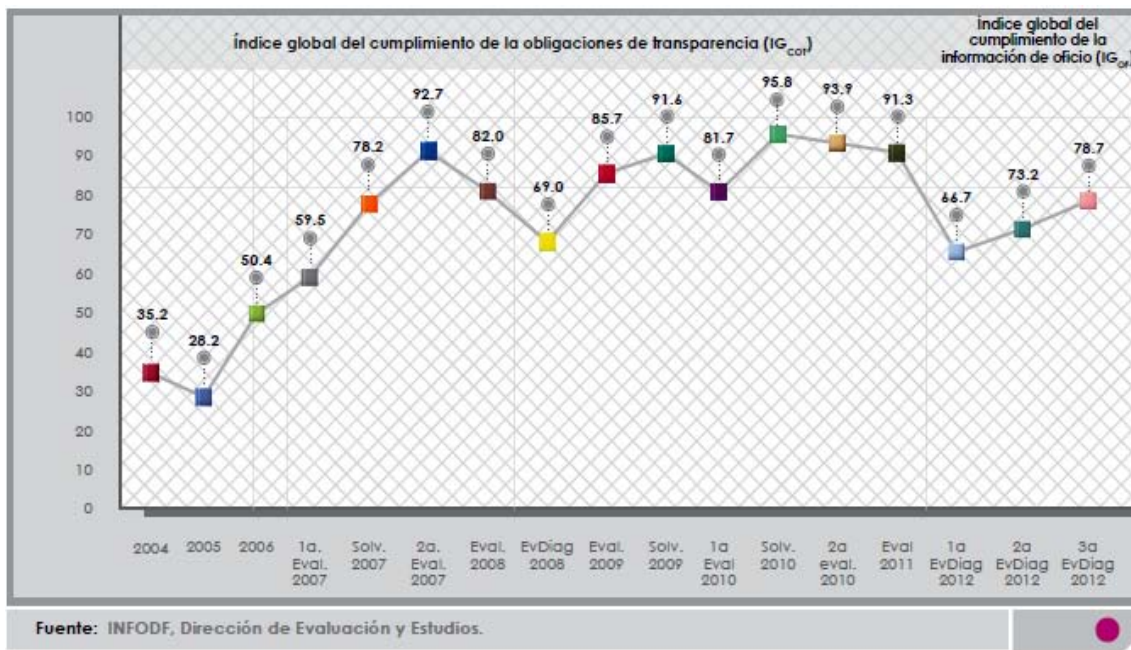 Índice global del cumplimiento de la obligaciones de transparencia (IGcot)
Índice global del
cumplimiento de la
información de oficio (IGof)
100
90
80
70
60
50
40
30
20
10
0
35.2
28.2
50.4
59.5
78.2
92.7
82.0
69.0
85.7
91.6
81.7
95.8
93.9
91.3
66.7
73.2
78.7
2004
2005
2006
1a.
Eval.
2007
Solv.
2007
2a.
Eval.
2007
Eval.
2008
EvDiag
2008
Eval.
2009
Solv.
2009
1a
Eval
2010
Solv.
2010
2a
eval.
2010
Eval
2011
1a
EvDiag
2012
2a
EvDiag
2012
3a
EvDiag
2012
Fuente: INFODF, Dirección de Evaluación y Estudios.